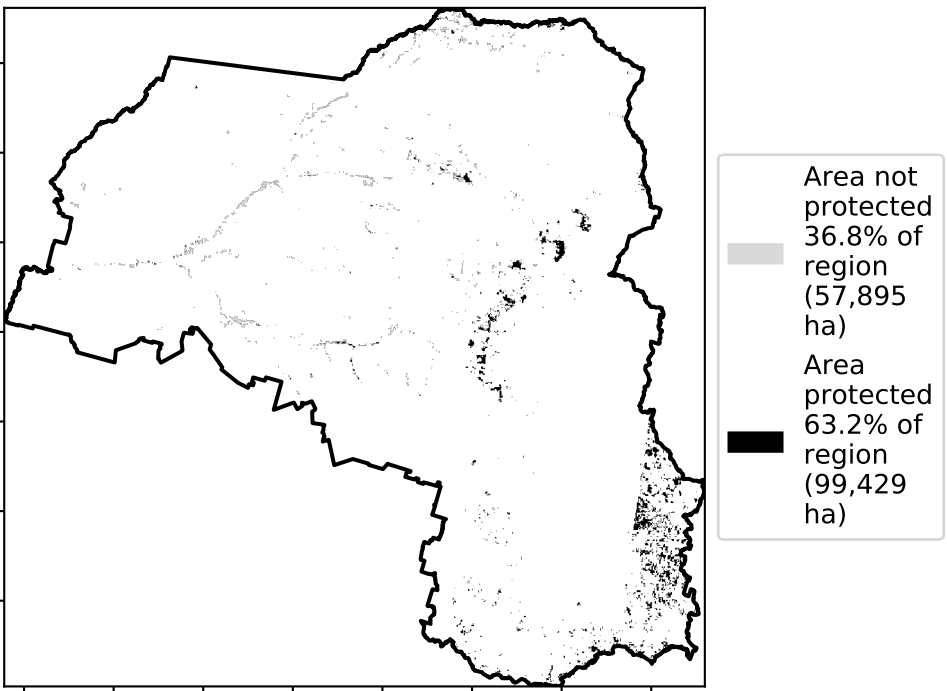 Area not
protected
36.8% of
region
(57,895
ha)
Area
protected
63.2% of
region
(99,429
ha)